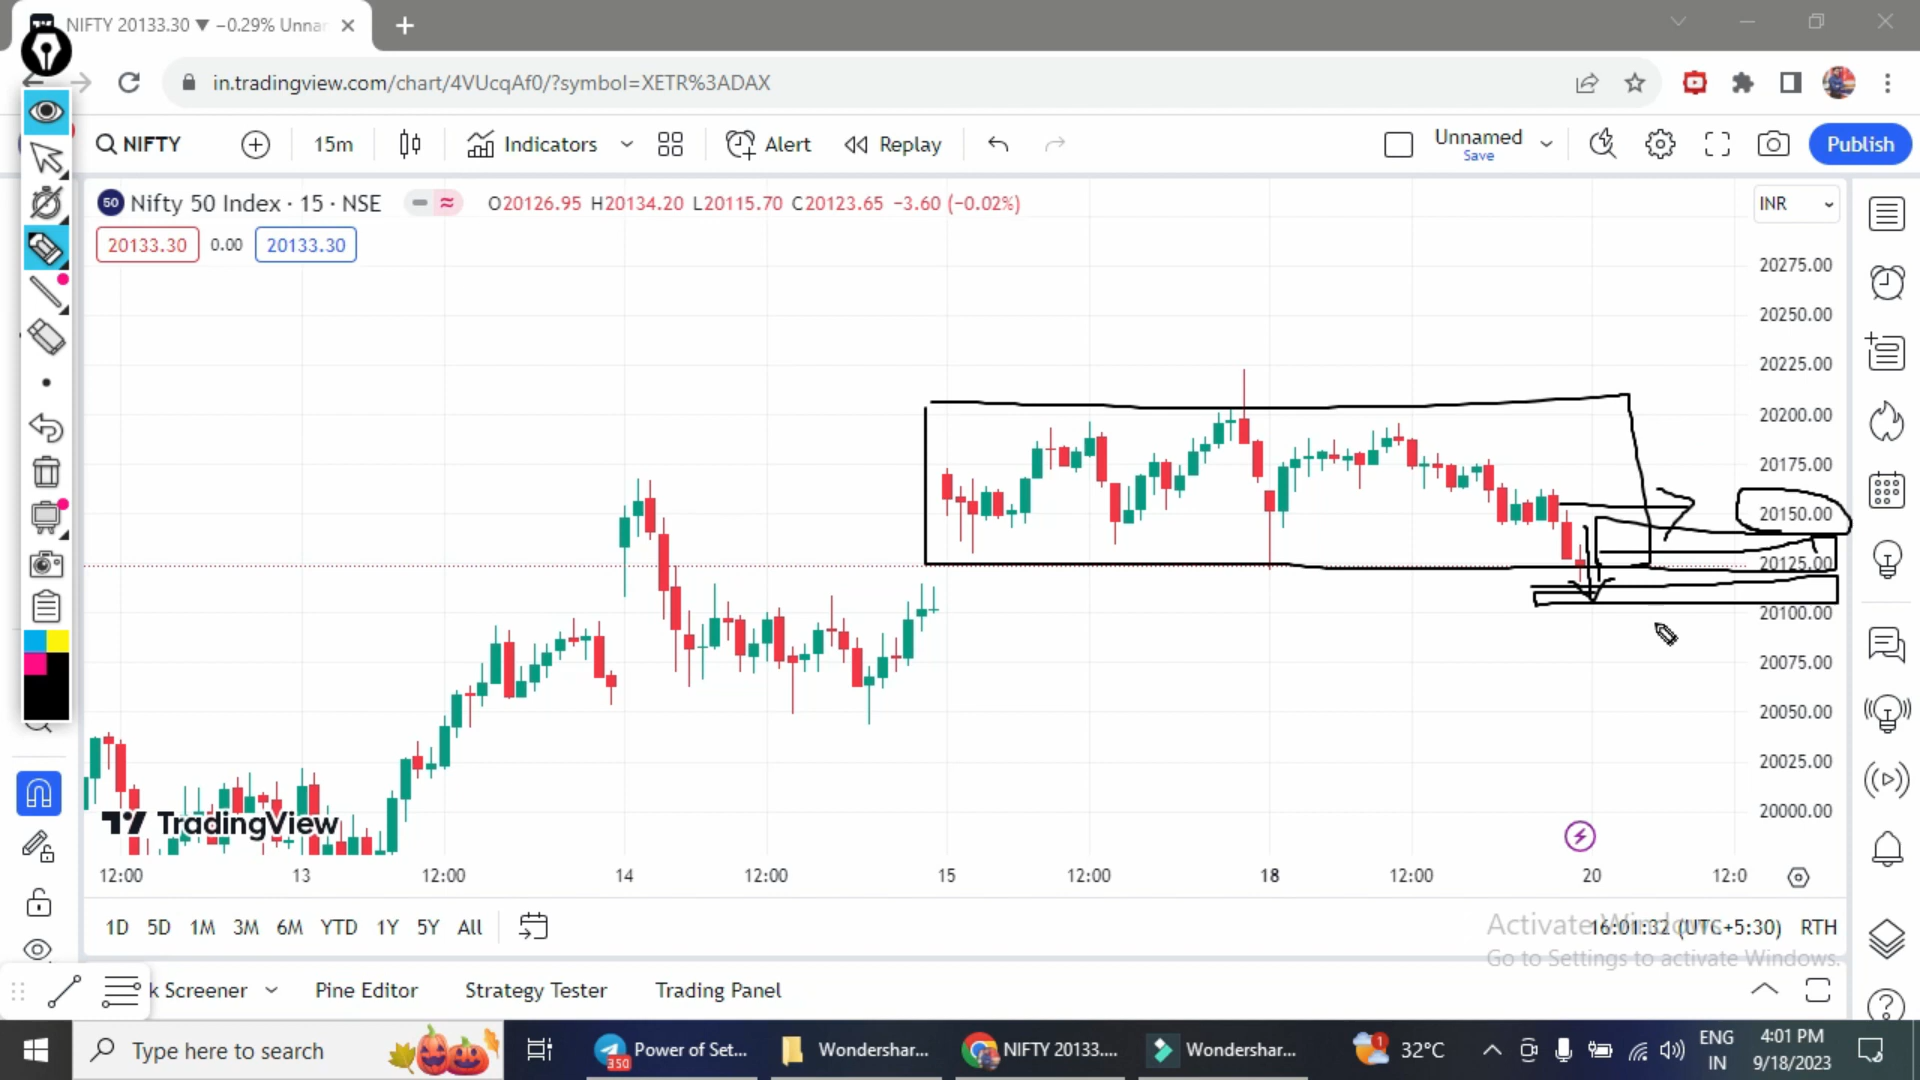 NIFTY 20133.30 ▼ −0.29% Unna
in.tradingview.com/chart/4VUcqAf0/?symbol=XETR%3ADAX
NIFTY
15m
Indicators
Alert
Replay
Unnamed
Save
Publish
50 Nifty 50 Index · 15 · NSE
O20126.95 H20134.20 L20115.70 C20123.65 −3.60 (−0.02%)
INR
20133.30 0.00 20133.30
20275.00
20250.00
20225.00
20200.00
20175.00
20150.00
20125.00
20100.00
20075.00
20050.00
20025.00
20000.00
TradingView
12:00 13 12:00 14 12:00 15 12:00 18 12:00 20 12:0
1D 5D 1M 3M 6M YTD 1Y 5Y All
16:01:32 (UTC+5:30) RTH
Activate Windows
Go to Settings to activate Windows.
k Screener Pine Editor Strategy Tester Trading Panel
Type here to search
350
Power of Set...
Wondershar...
NIFTY 20133....
Wondershar...
1
32°C
ENG
IN
4:01 PM
9/18/2023